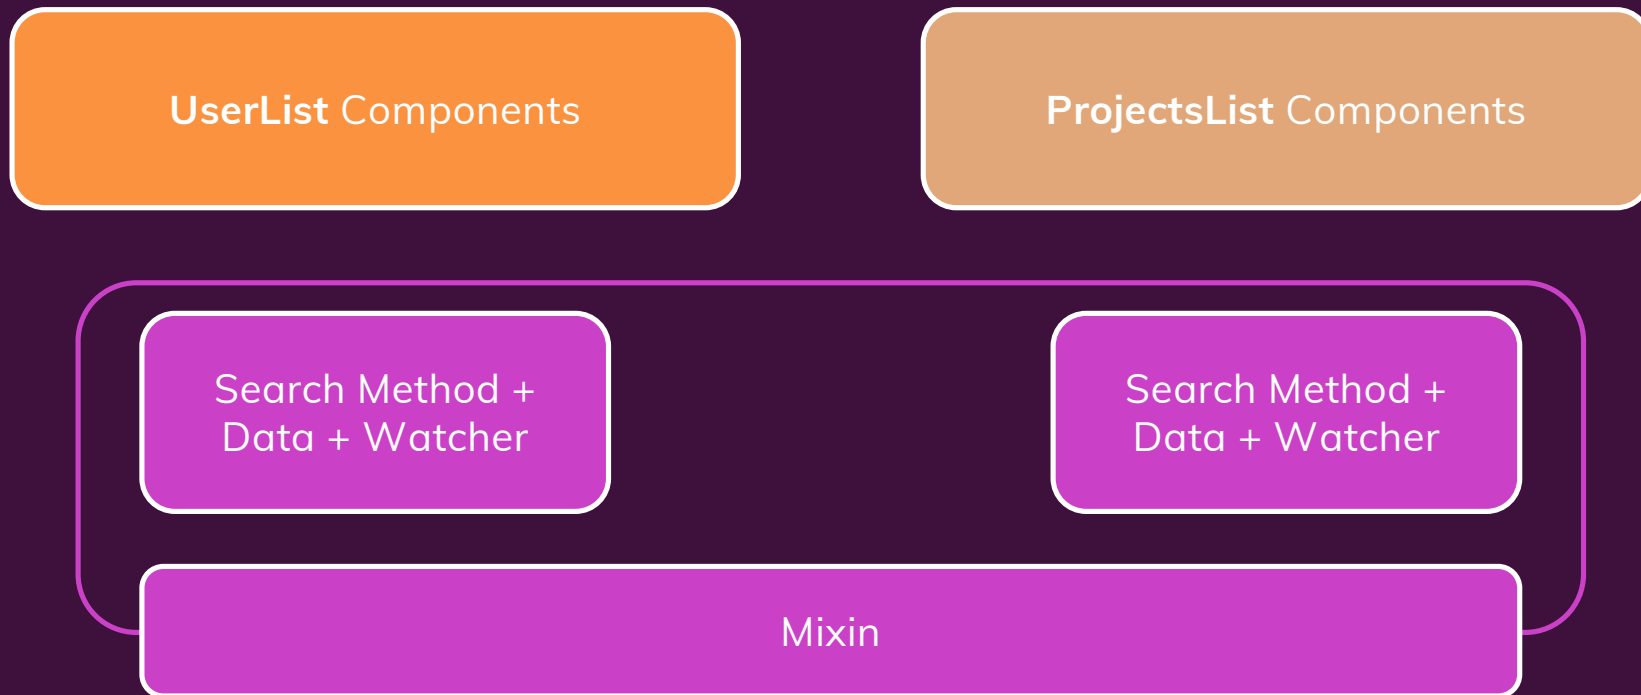 UserList Components
ProjectsList Components
Search Method +
Data + Watcher
Search Method +
Data + Watcher
Mixin